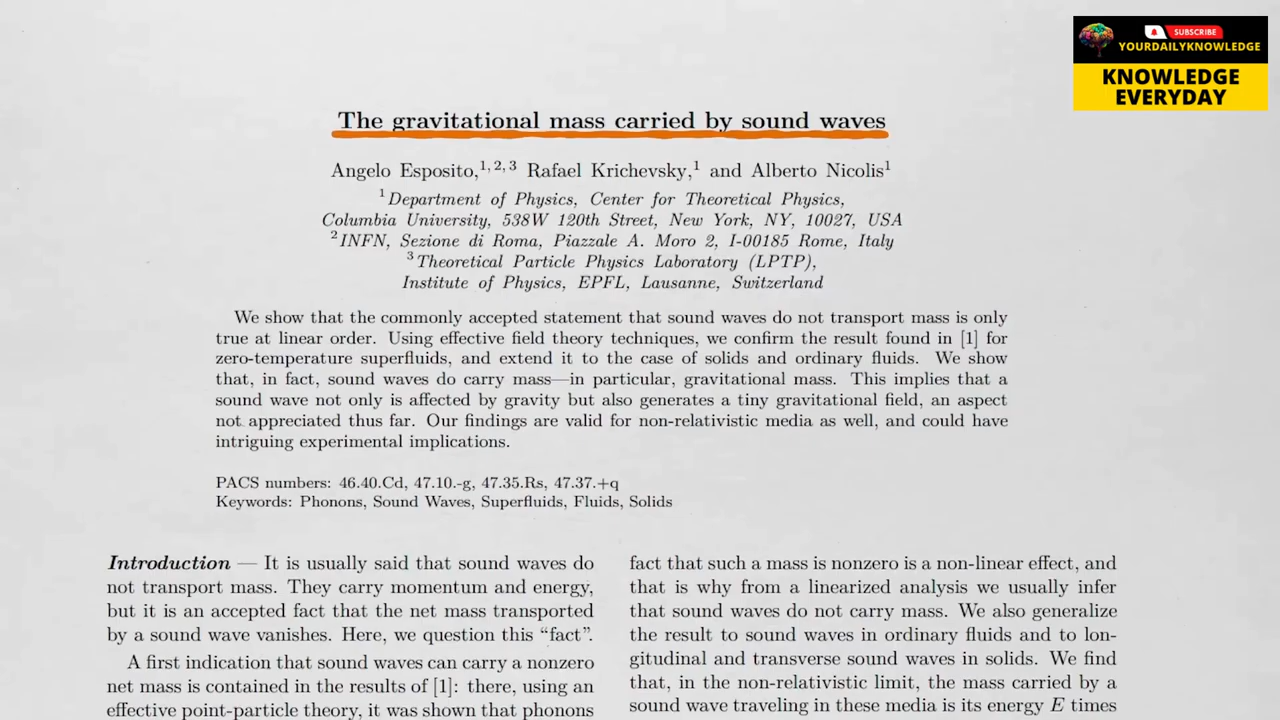 SUBSCRIBE
YOURDAILYKNOWLEDGE
KNOWLEDGE
EVERYDAY
The gravitational mass carried by sound waves
Angelo Esposito,1, 2, 3 Rafael Krichevsky,1 and Alberto Nicolis1
1Department of Physics, Center for Theoretical Physics,
Columbia University, 538W 120th Street, New York, NY, 10027, USA
2INFN, Sezione di Roma, Piazzale A. Moro 2, I-00185 Rome, Italy
3Theoretical Particle Physics Laboratory (LPTP),
Institute of Physics, EPFL, Lausanne, Switzerland
We show that the commonly accepted statement that sound waves do not transport mass is only
true at linear order. Using effective field theory techniques, we confirm the result found in [1] for
zero-temperature superfluids, and extend it to the case of solids and ordinary fluids. We show
that, in fact, sound waves do carry mass—in particular, gravitational mass. This implies that a
sound wave not only is affected by gravity but also generates a tiny gravitational field, an aspect
not appreciated thus far. Our findings are valid for non-relativistic media as well, and could have
intriguing experimental implications.
PACS numbers: 46.40.Cd, 47.10.-g, 47.35.Rs, 47.37.+q
Keywords: Phonons, Sound Waves, Superfluids, Fluids, Solids
Introduction — It is usually said that sound waves do
not transport mass. They carry momentum and energy,
but it is an accepted fact that the net mass transported
by a sound wave vanishes. Here, we question this “fact”.
A first indication that sound waves can carry a nonzero
net mass is contained in the results of [1]: there, using an
effective point-particle theory, it was shown that phonons
fact that such a mass is nonzero is a non-linear effect, and
that is why from a linearized analysis we usually infer
that sound waves do not carry mass. We also generalize
the result to sound waves in ordinary fluids and to lon-
gitudinal and transverse sound waves in solids. We find
that, in the non-relativistic limit, the mass carried by a
sound wave traveling in these media is its energy E times